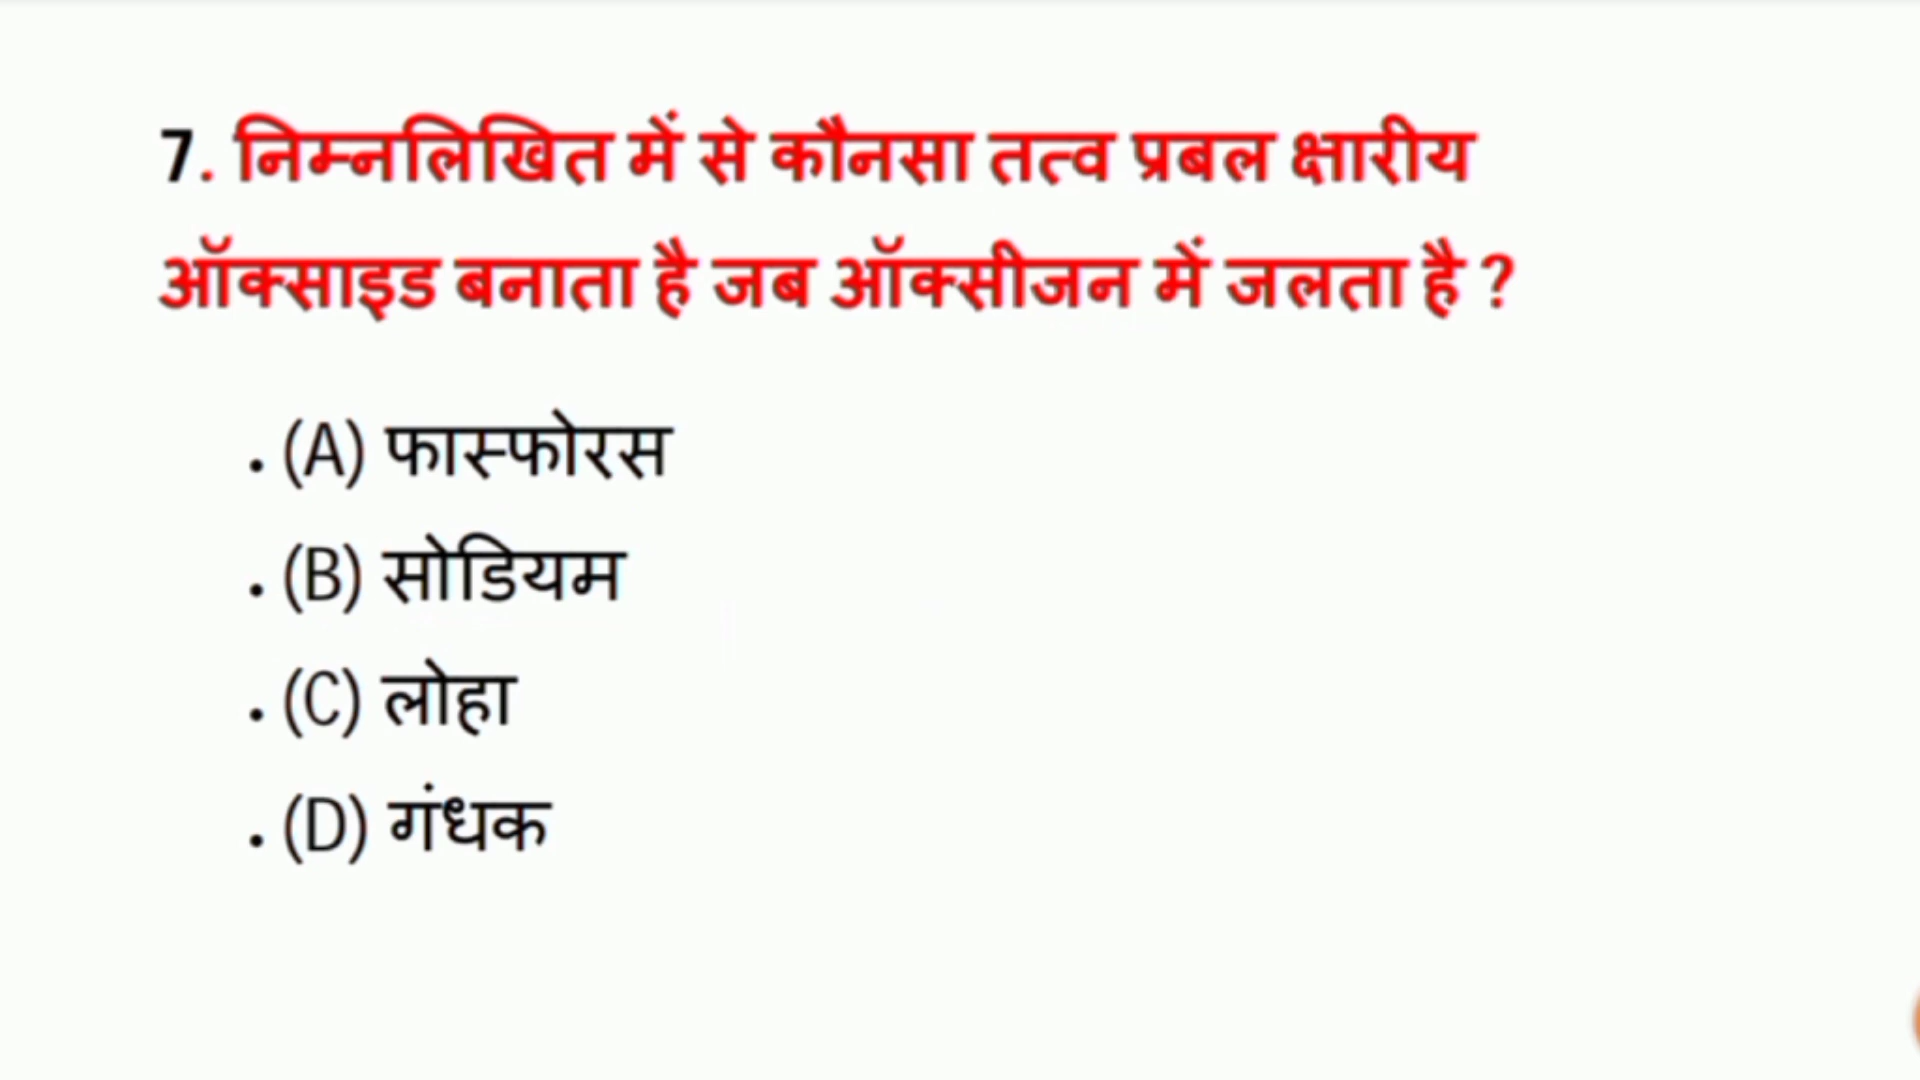 7. निम्नलिखित में से कौनसा तत्व प्रबल क्षारीय
ऑक्साइड बनाता है जब ऑक्सीजन में जलता है ?
. (A) फास्फोरस
. (B) सोडियम
. (C) लोहा
. (D) गंधक